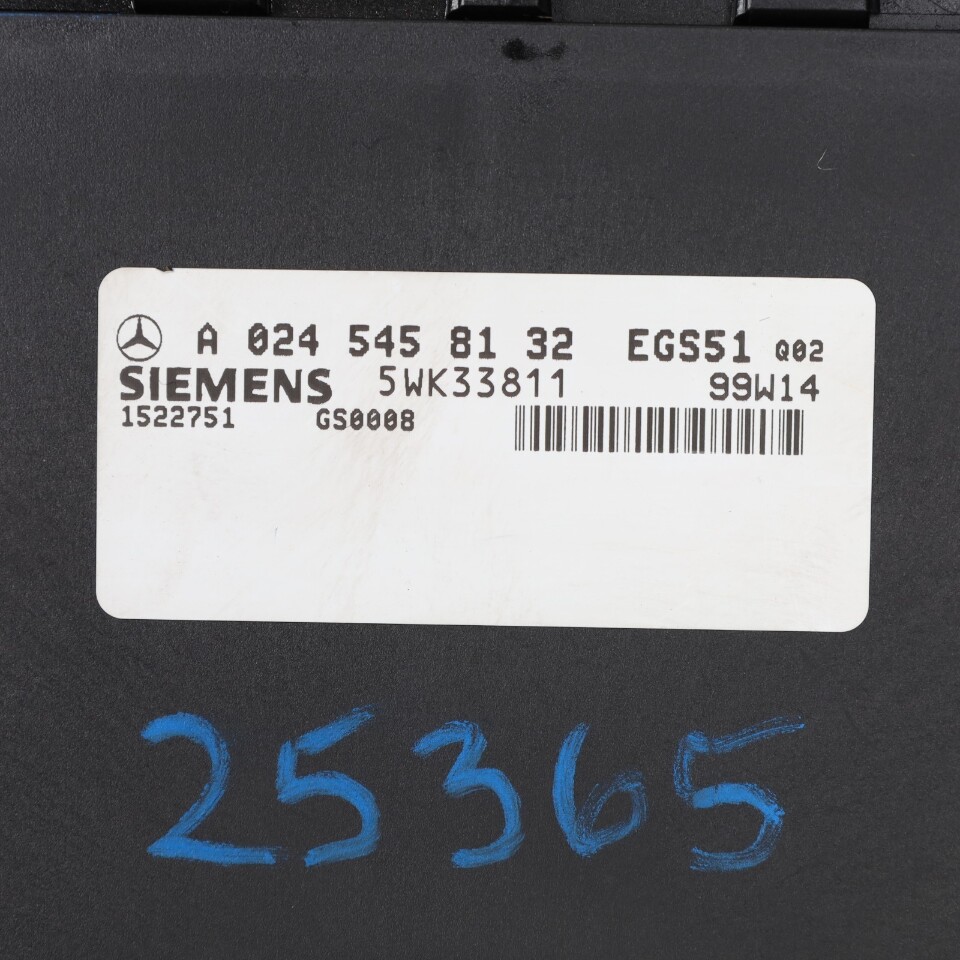 A 024 545 81 32 EGS51 Q02
SIEMENS 5WK33811 99W14
1522751 GS0008
25365